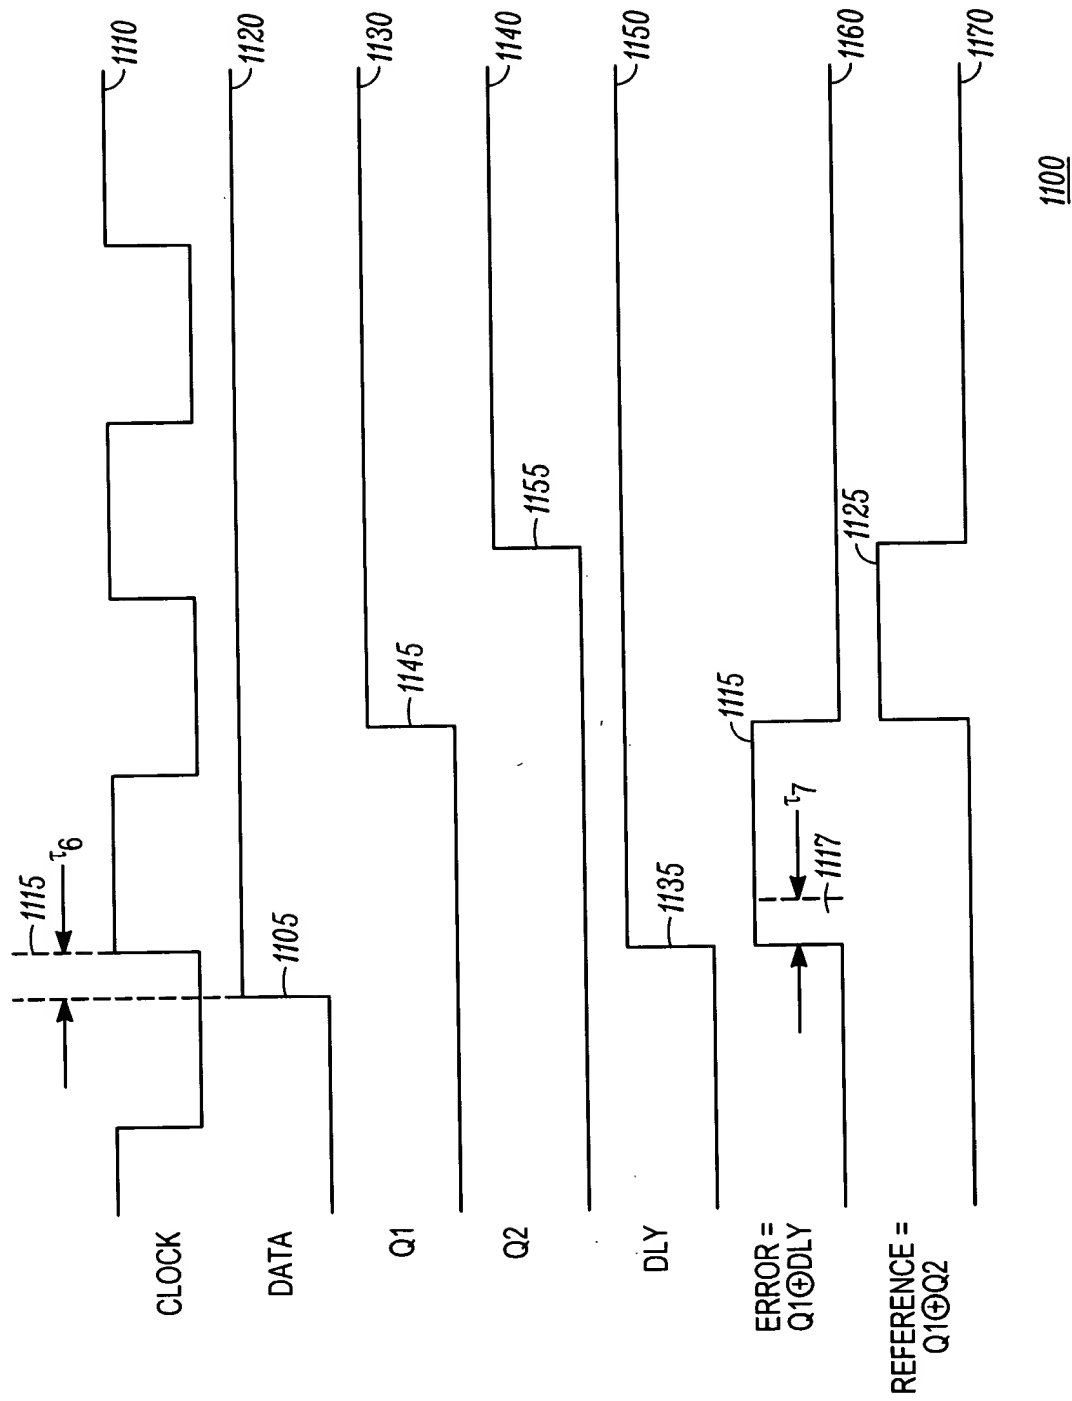 τ6
1115
CLOCK
1110
1105
DATA
1120
Q1
1145
1130
Q2
1155
1140
DLY
1135
1150
ERROR =
Q1⊕DLY
τ7
1117
1115
1160
REFERENCE =
Q1⊕Q2
1125
1170
1100